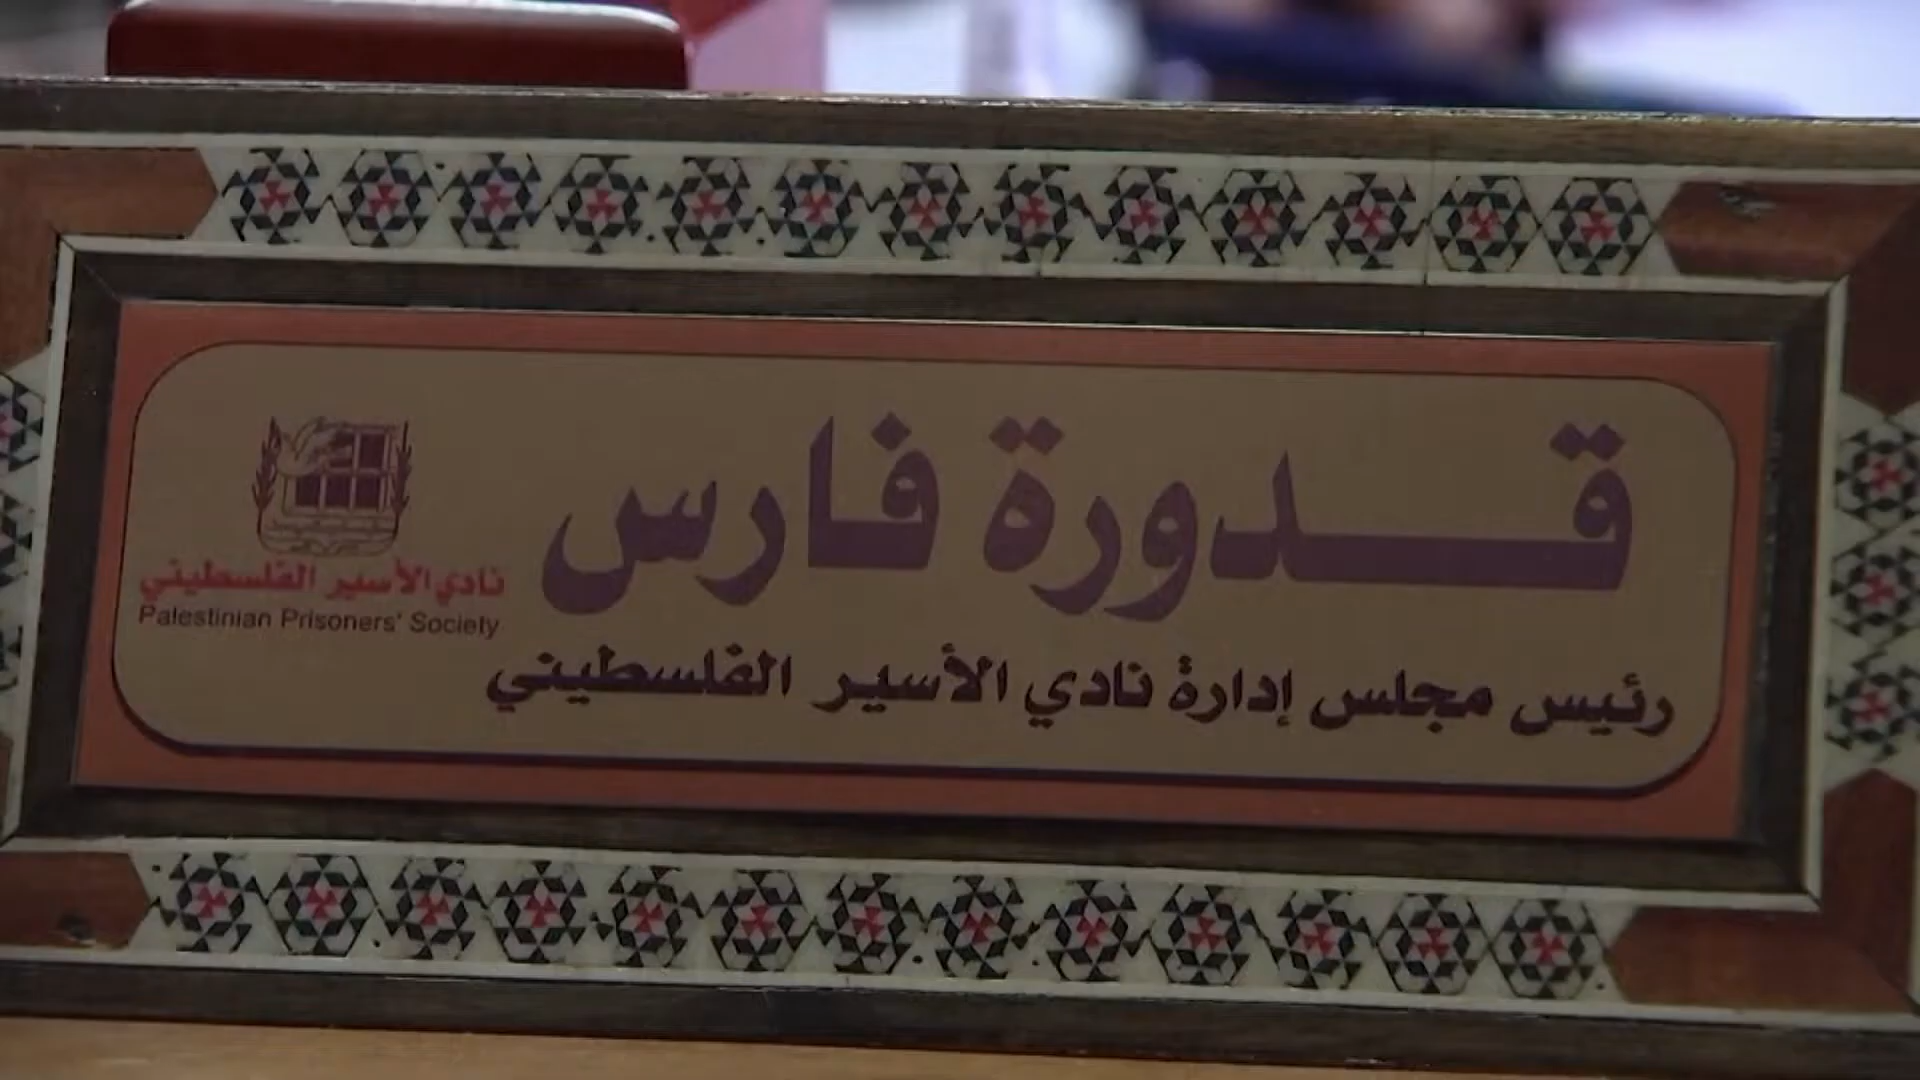 قدورة فارس
رئيس مجلس إدارة نادي الأسير الفلسطيني
نادي الأسير الفلسطيني
Palestinian Prisoners' Society